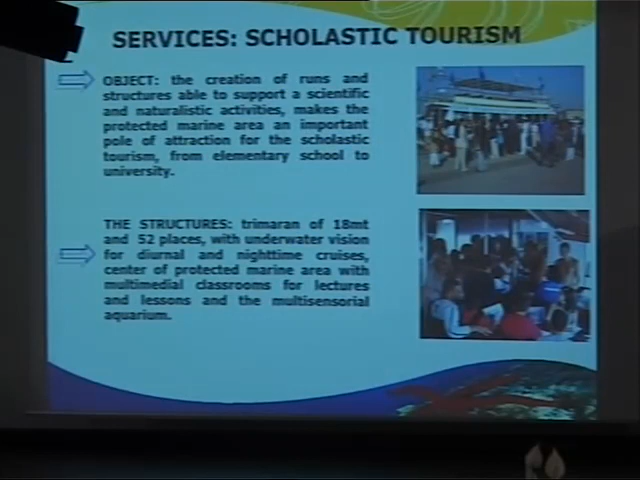 SERVICES: SCHOLASTIC TOURISM
OBJECT: the creation of runs and
structures able to support a scientific
and naturalistic activities, makes the
protected marine area an important
pole of attraction for the scholastic
tourism, from elementary school to
university.
THE STRUCTURES: trimaran of 18mt
and 52 places, with underwater vision
for diurnal and nighttime cruises,
center of protected marine area with
multimedial classrooms for lectures
and lessons and the multisensorial
aquarium.